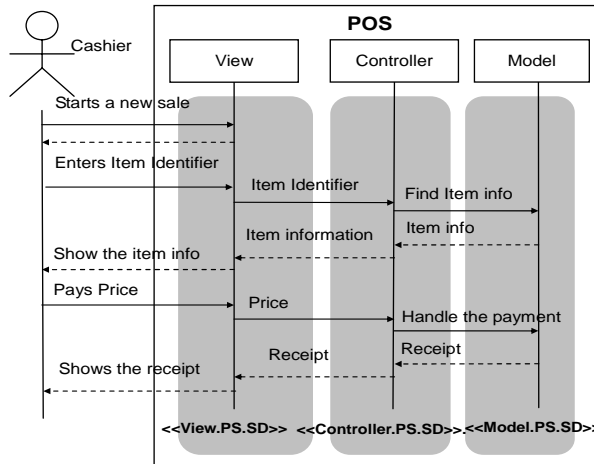 POS
Cashier
View
Controller
Model
Starts a new sale
Enters Item Identifier
Item Identifier
Find Item info
Item information
Item info
Show the item info
Pays Price
Price
Handle the payment
Shows the receipt
Receipt
Receipt
<<View.PS.SD>> <<Controller.PS.SD>>. <<Model.PS.SD>>